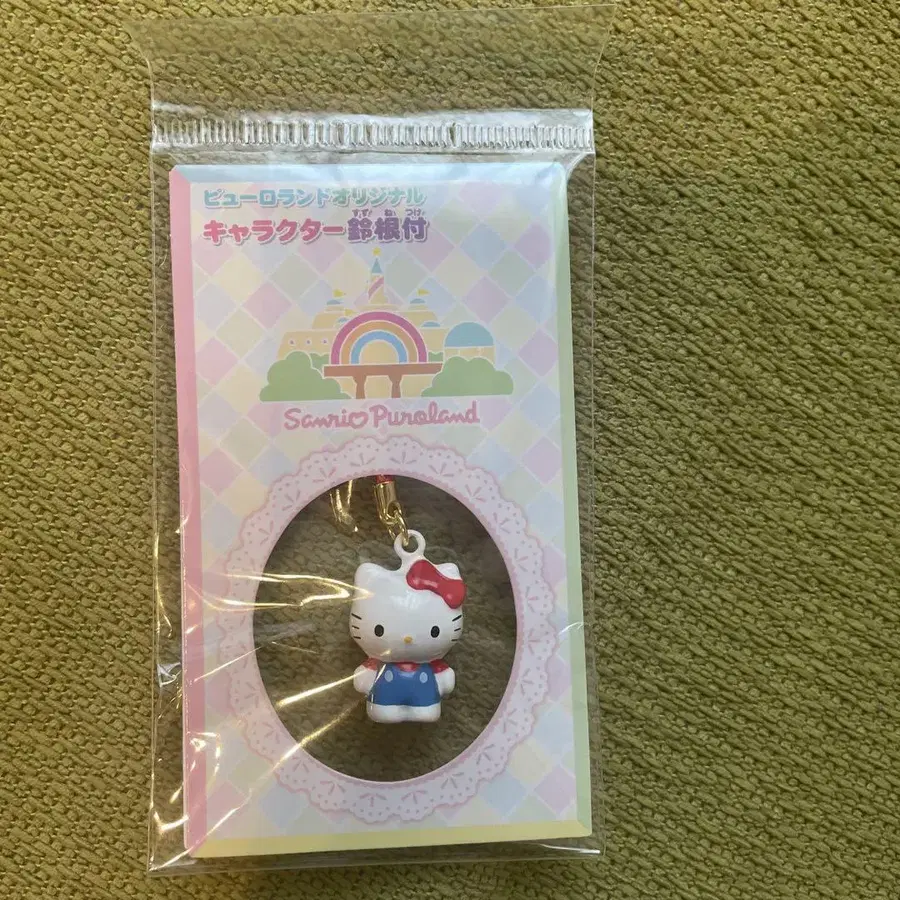 ピューロランドオリジナル
すず ね つけ
キャラクター鈴根付
Sanrio Puroland